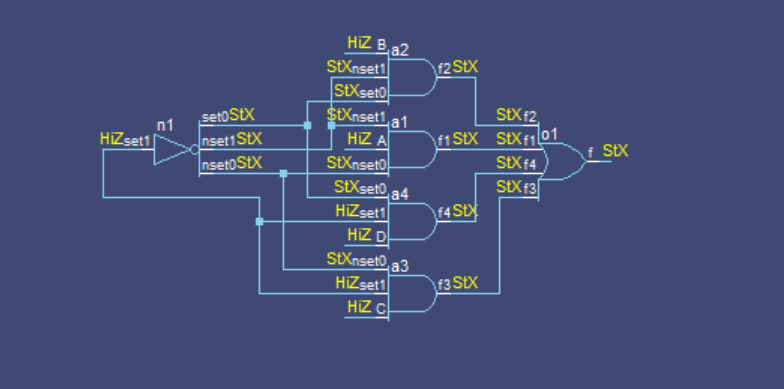 HiZ B a2
StX nset1 f2 StX
StX set0
n1 set0 StX StX nset1 a1 StX f2
HiZ set1 nset1 StX HiZ A f1 StX StX f1 o1 f StX
nset0 StX StX nset0 StX f4
StX set0 a4 StX f3
HiZ set1 f4 StX
HiZ D
StX nset0 a3
HiZ set1 f3 StX
HiZ C